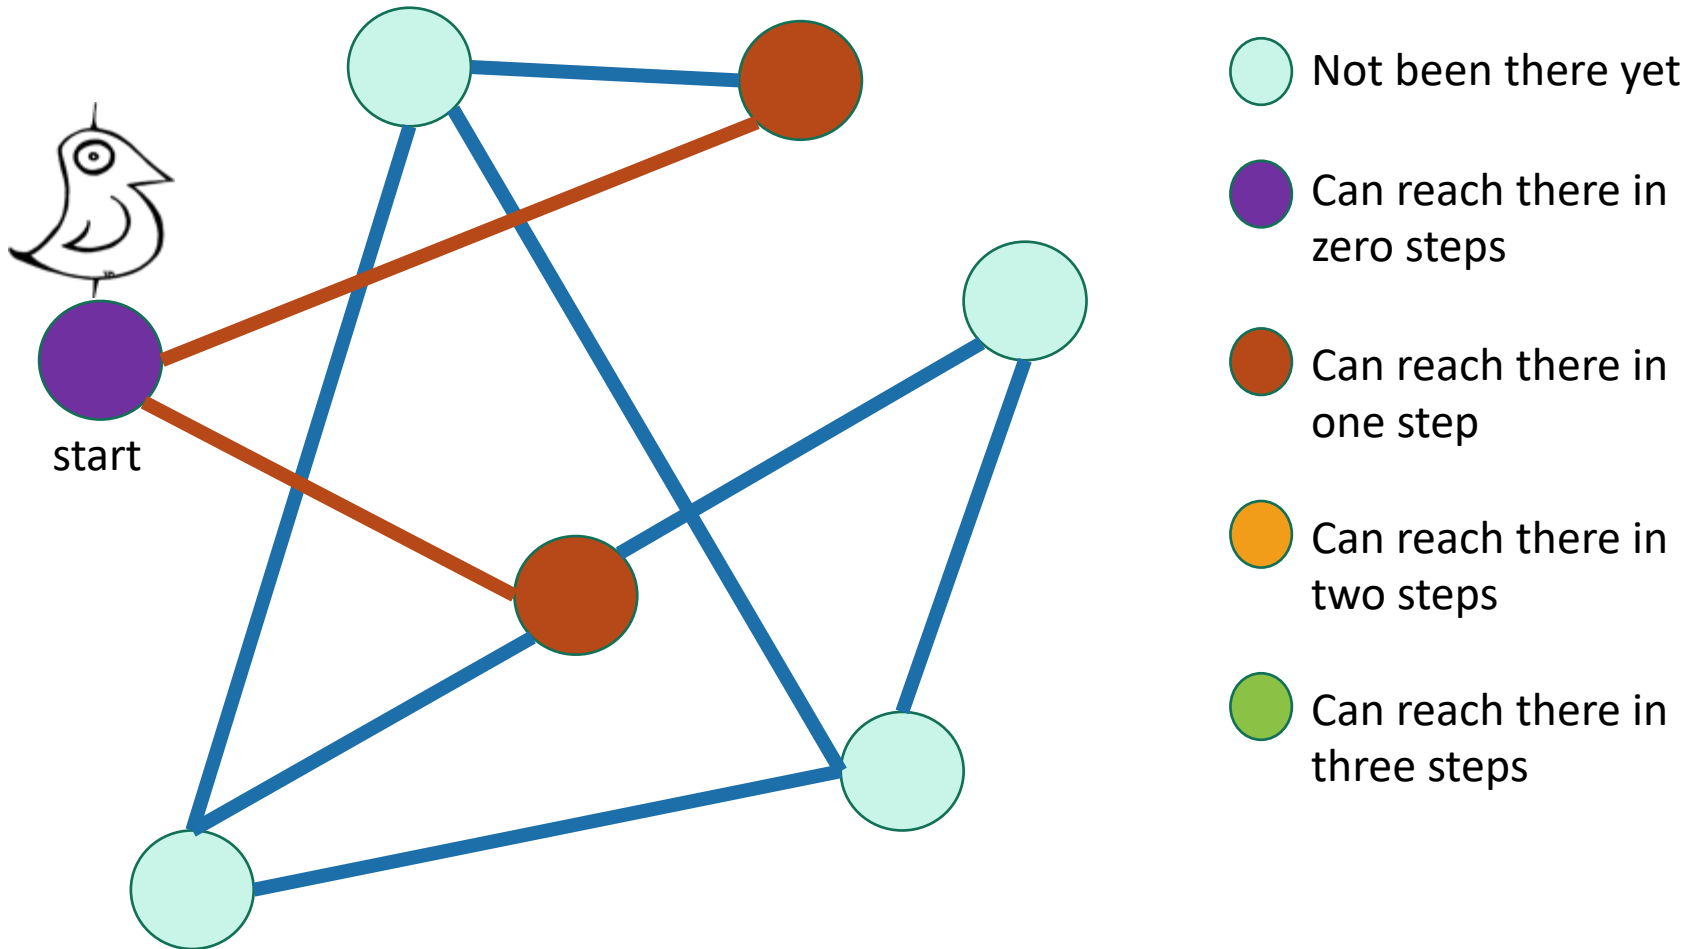 start
Not been there yet
Can reach there in
zero steps
Can reach there in
one step
Can reach there in
two steps
Can reach there in
three steps